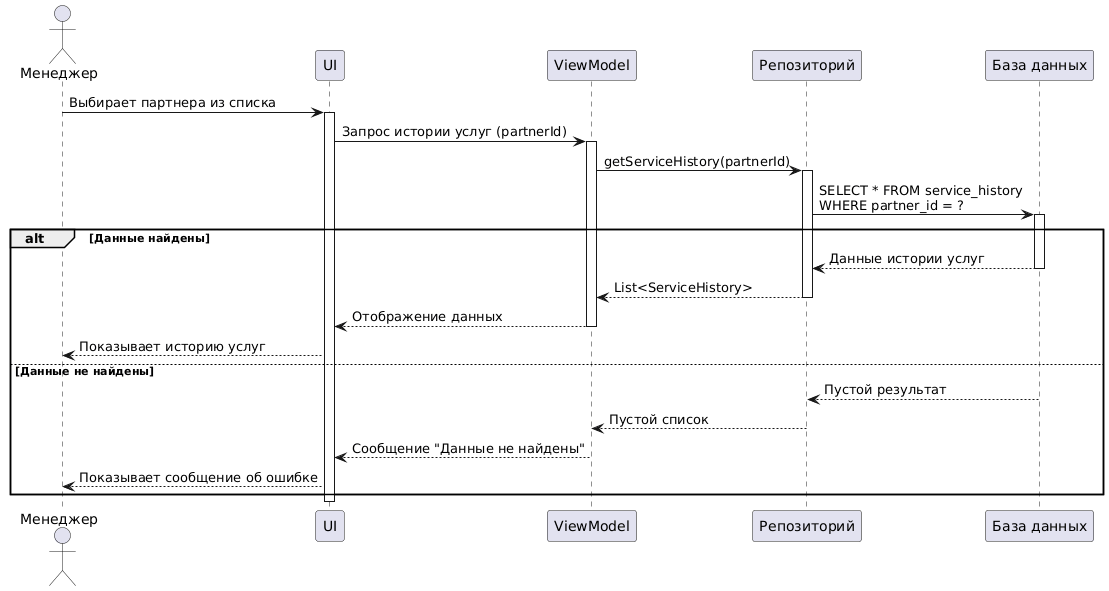 Менеджер
UI
ViewModel
Репозиторий
База данных
Выбирает партнера из списка
Запрос истории услуг (partnerId)
getServiceHistory(partnerId)
SELECT * FROM service_history
WHERE partner_id = ?
alt
[Данные найдены]
Данные истории услуг
List<ServiceHistory>
Отображение данных
Показывает историю услуг
[Данные не найдены]
Пустой результат
Пустой список
Сообщение "Данные не найдены"
Показывает сообщение об ошибке
Менеджер
UI
ViewModel
Репозиторий
База данных